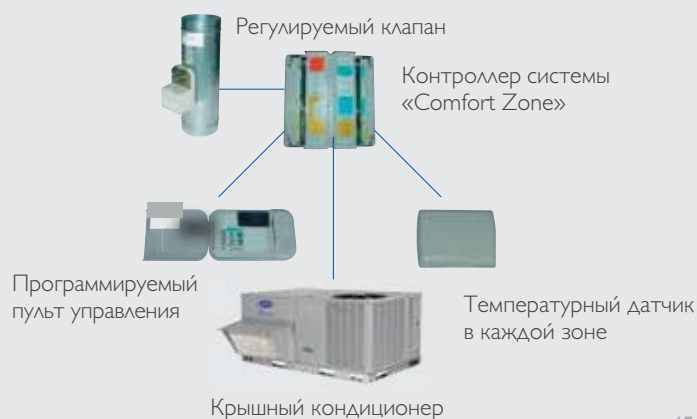 Регулируемый клапан
Контроллер системы
«Comfort Zone»
Программируемый
пульт управления
Температурный датчик
в каждой зоне
Крышный кондиционер